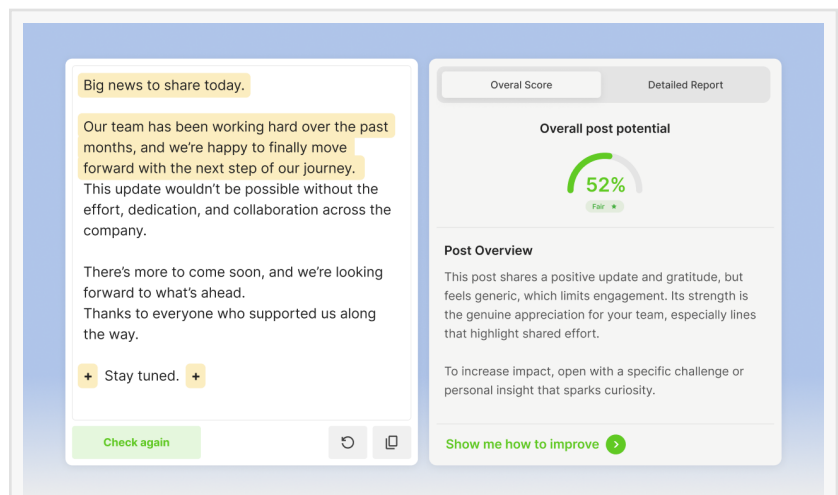 Big news to share today.
Our team has been working hard over the past
months, and we're happy to finally move
forward with the next step of our journey.
This update wouldn't be possible without the
effort, dedication, and collaboration across the
company.
There's more to come soon, and we're looking
forward to what's ahead.
Thanks to everyone who supported us along
the way.
+ Stay tuned. +
Check again
Overal Score
Detailed Report
Overall post potential
52%
Fair ★
Post Overview
This post shares a positive update and gratitude, but
feels generic, which limits engagement. Its strength is
the genuine appreciation for your team, especially lines
that highlight shared effort.
To increase impact, open with a specific challenge or
personal insight that sparks curiosity.
Show me how to improve